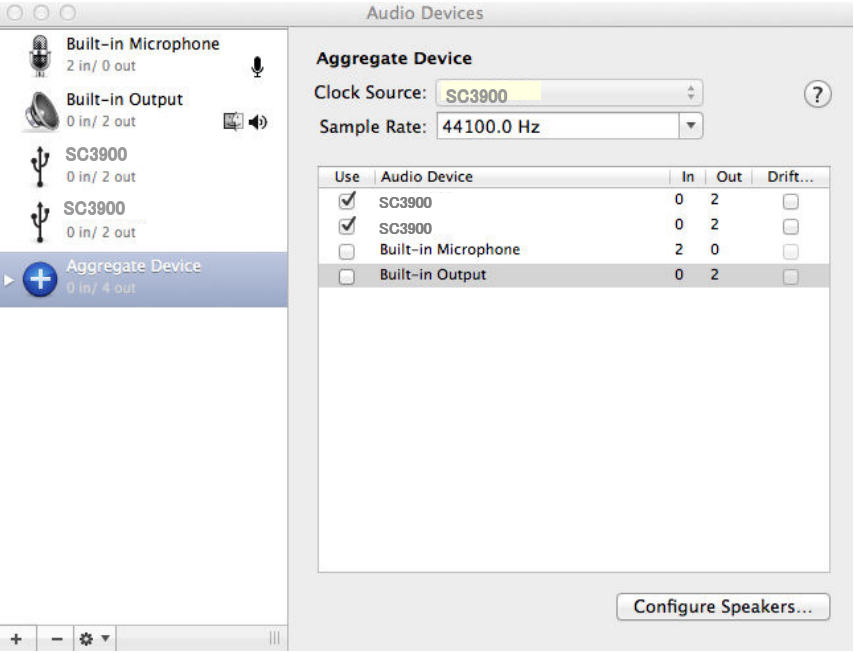 Audio Devices
Built-in Microphone
2 in/ 0 out
Built-in Output
0 in/ 2 out
SC3900
0 in/ 2 out
SC3900
0 in/ 2 out
Aggregate Device
0 in/ 4 out
Aggregate Device
Clock Source: SC3900
?
Sample Rate: 44100.0 Hz
Use Audio Device In Out Drift...
SC3900 0 2
SC3900 0 2
Built-in Microphone 2 0
Built-in Output 0 2
Configure Speakers...